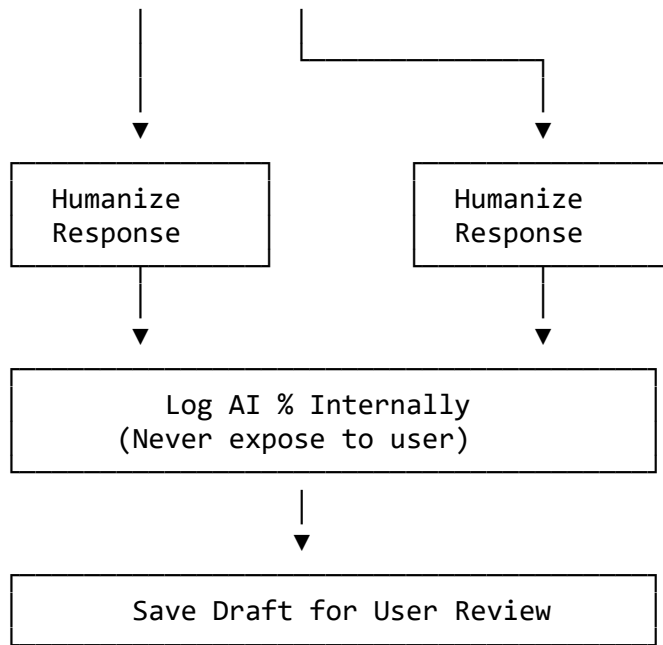 Humanize Humanize
Response Response
Log AI % Internally
(Never expose to user)
Save Draft for User Review